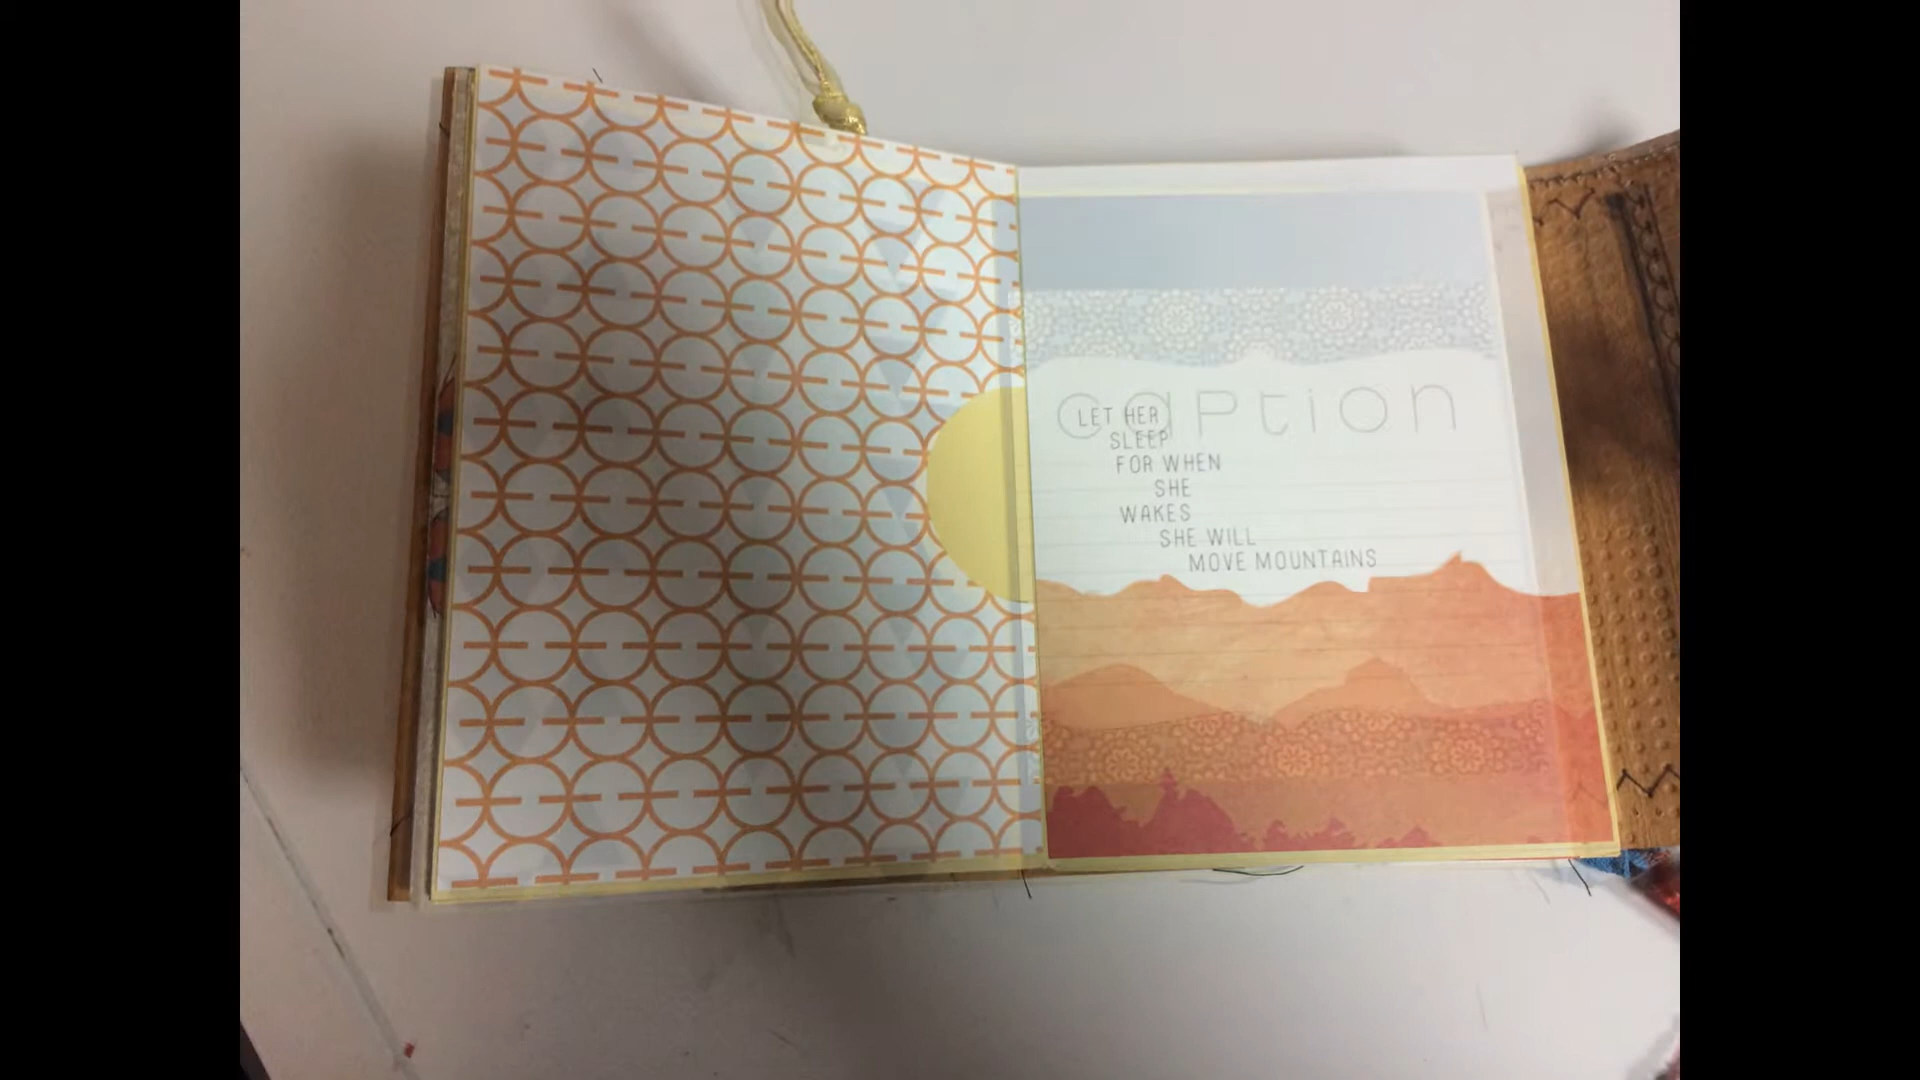 caption
LET HER
SLEEP
FOR WHEN
SHE
WAKES
SHE WILL
MOVE MOUNTAINS